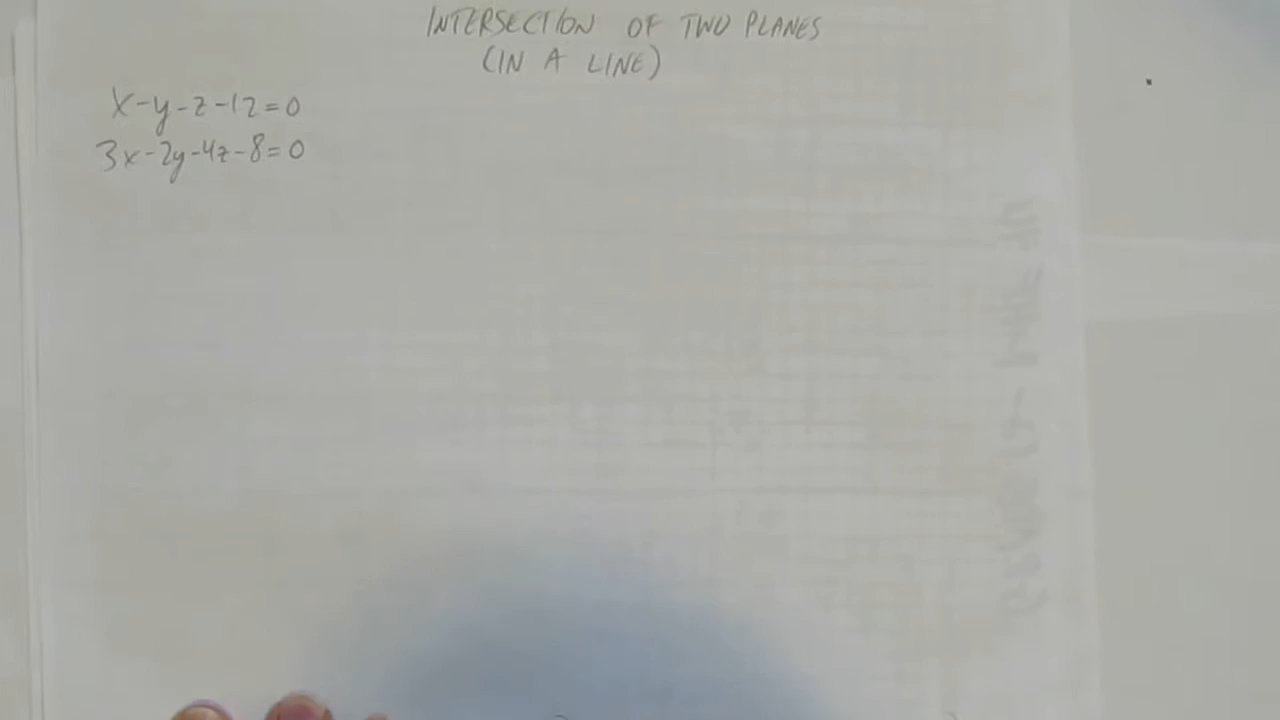 INTERSECTION OF TWO PLANES
(IN A LINE)
x-y-z-12=0
3x-2y-4z-8=0